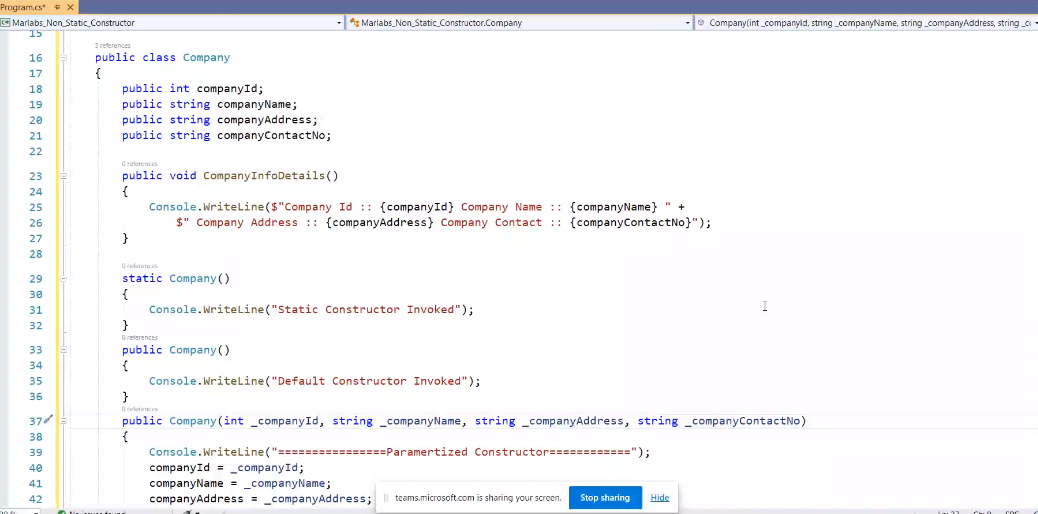 Program.cs*
Marlabs_Non_Static_Constructor
Marlabs_Non_Static_Constructor.Company
Company(int _companyId, string _companyName, string _companyAddress, string _cc
15
3 references
16 public class Company
17 {
18 public int companyId;
19 public string companyName;
20 public string companyAddress;
21 public string companyContactNo;
22
0 references
23 public void CompanyInfoDetails()
24 {
25 Console.WriteLine($"Company Id :: {companyId} Company Name :: {companyName} " +
26 $" Company Address :: {companyAddress} Company Contact :: {companyContactNo}");
27 }
28
0 references
29 static Company()
30 {
31 Console.WriteLine("Static Constructor Invoked");
32 }
0 references
33 public Company()
34 {
35 Console.WriteLine("Default Constructor Invoked");
36 }
0 references
37 public Company(int _companyId, string _companyName, string _companyAddress, string _companyContactNo)
38 {
39 Console.WriteLine("================Paramertized Constructor============");
40 companyId = _companyId;
41 companyName = _companyName;
42 companyAddress = _companyAddress;
teams.microsoft.com is sharing your screen.
Stop sharing
Hide